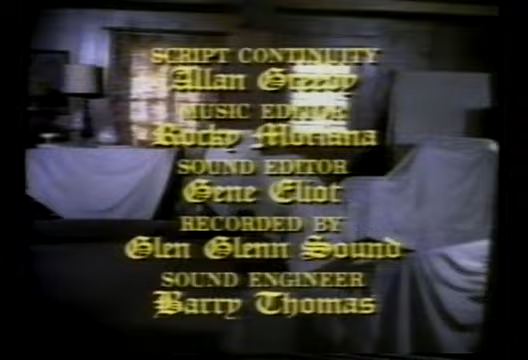 SCRIPT CONTINUITY
Allan Greedy
MUSIC EDITOR
Rocky Moriana
SOUND EDITOR
Gene Eliot
RECORDED BY
Glen Glenn Sound
SOUND ENGINEER
Barry Thomas